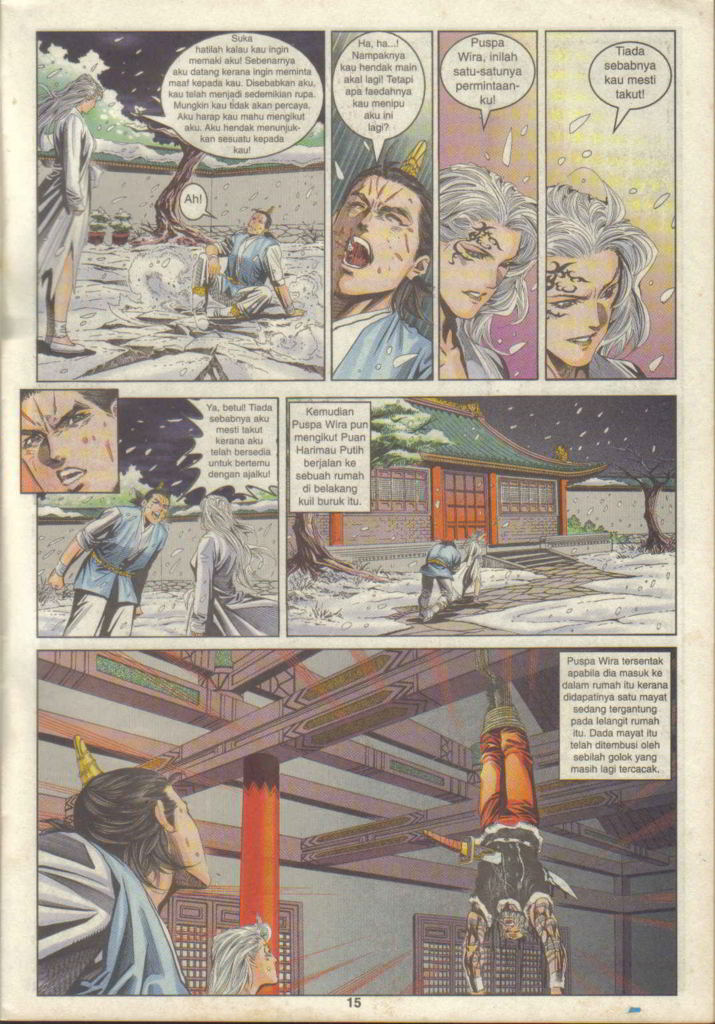 Suka
hatilah kalau kau ingin
memaki aku! Sebenarnya
aku datang kerana ingin meminta
maaf kepada kau. Disebabkan aku,
kau telah menjadi sedemikian rupa.
Mungkin kau tidak akan percaya.
Aku harap kau mahu mengikut
aku. Aku hendak menunjuk-
kan sesuatu kepada
kau!
Ah!
Ha, ha...!
Nampaknya
kau hendak main
akal lagi! Tetapi
apa faedahnya
kau menipu
aku ini
lagi?
Puspa
Wira, inilah
satu-satunya
permintaan-
ku!
Tiada
sebabnya
kau mesti
takut!
Ya, betul! Tiada
sebabnya aku
mesti takut
kerana aku
telah bersedia
untuk bertemu
dengan ajalku!
Kemudian
Puspa Wira pun
mengikut Puan
Harimau Putih
berjalan ke
sebuah rumah
di belakang
kuil buruk itu.
Puspa Wira tersentak
apabila dia masuk ke
dalam rumah itu kerana
didapatinya satu mayat
sedang tergantung
pada lelangit rumah
itu. Dada mayat itu
telah ditembusi oleh
sebilah golok yang
masih lagi tercacak.
15